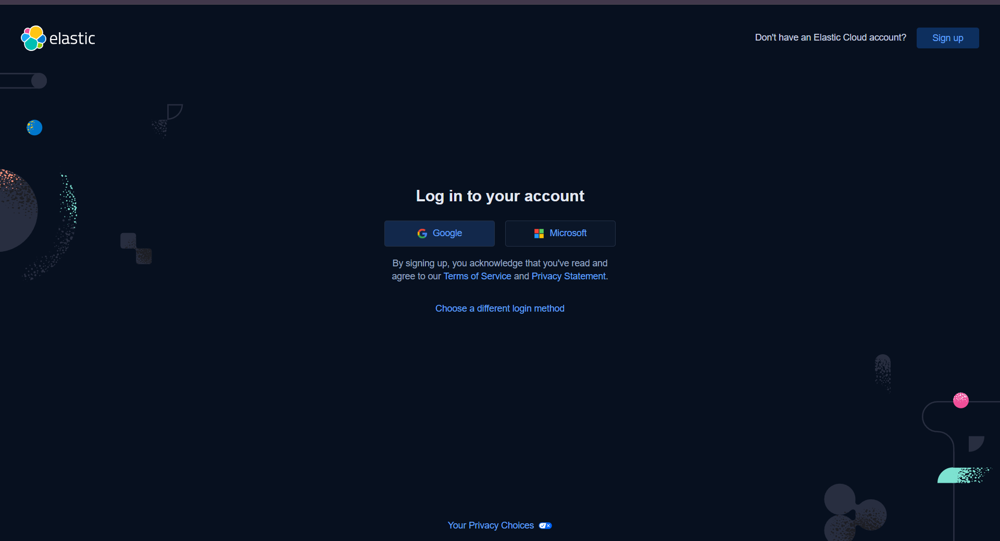 elastic
Don't have an Elastic Cloud account?
Sign up
Log in to your account
Google
Microsoft
By signing up, you acknowledge that you've read and
agree to our Terms of Service and Privacy Statement.
Choose a different login method
Your Privacy Choices